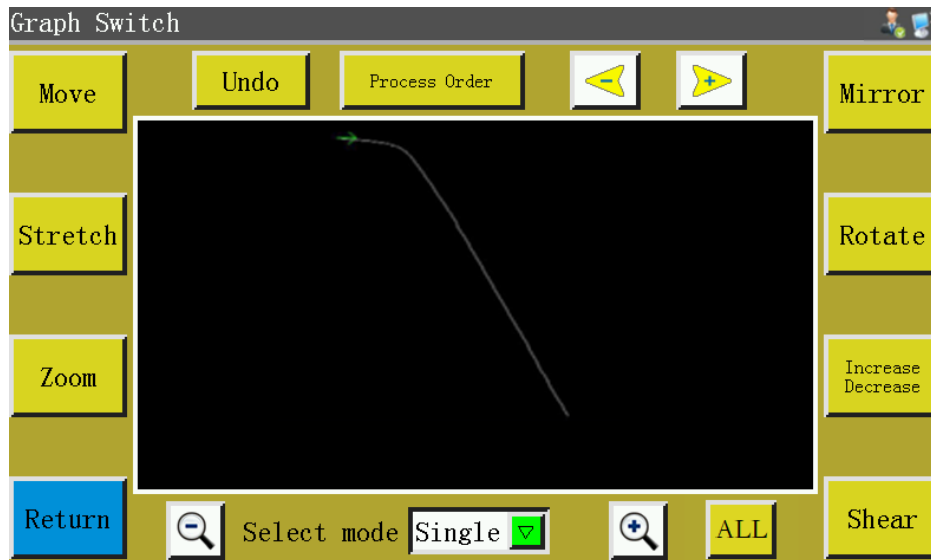 Graph Switch
Move
Undo
Process Order
-
+
Mirror
Stretch
Rotate
Zoom
Increase
Decrease
Return
Select mode
Single
ALL
Shear